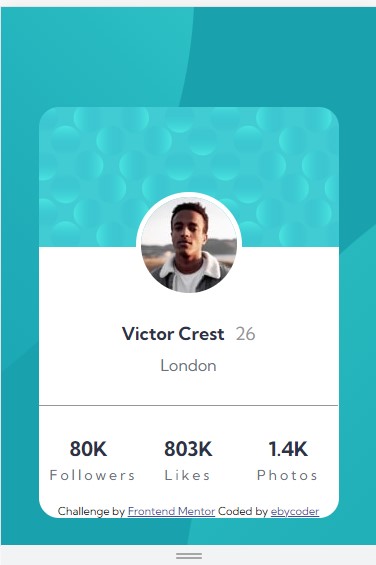 Victor Crest 26
London
80K 803K 1.4K
Followers Likes Photos
Challenge by Frontend Mentor Coded by ebycoder